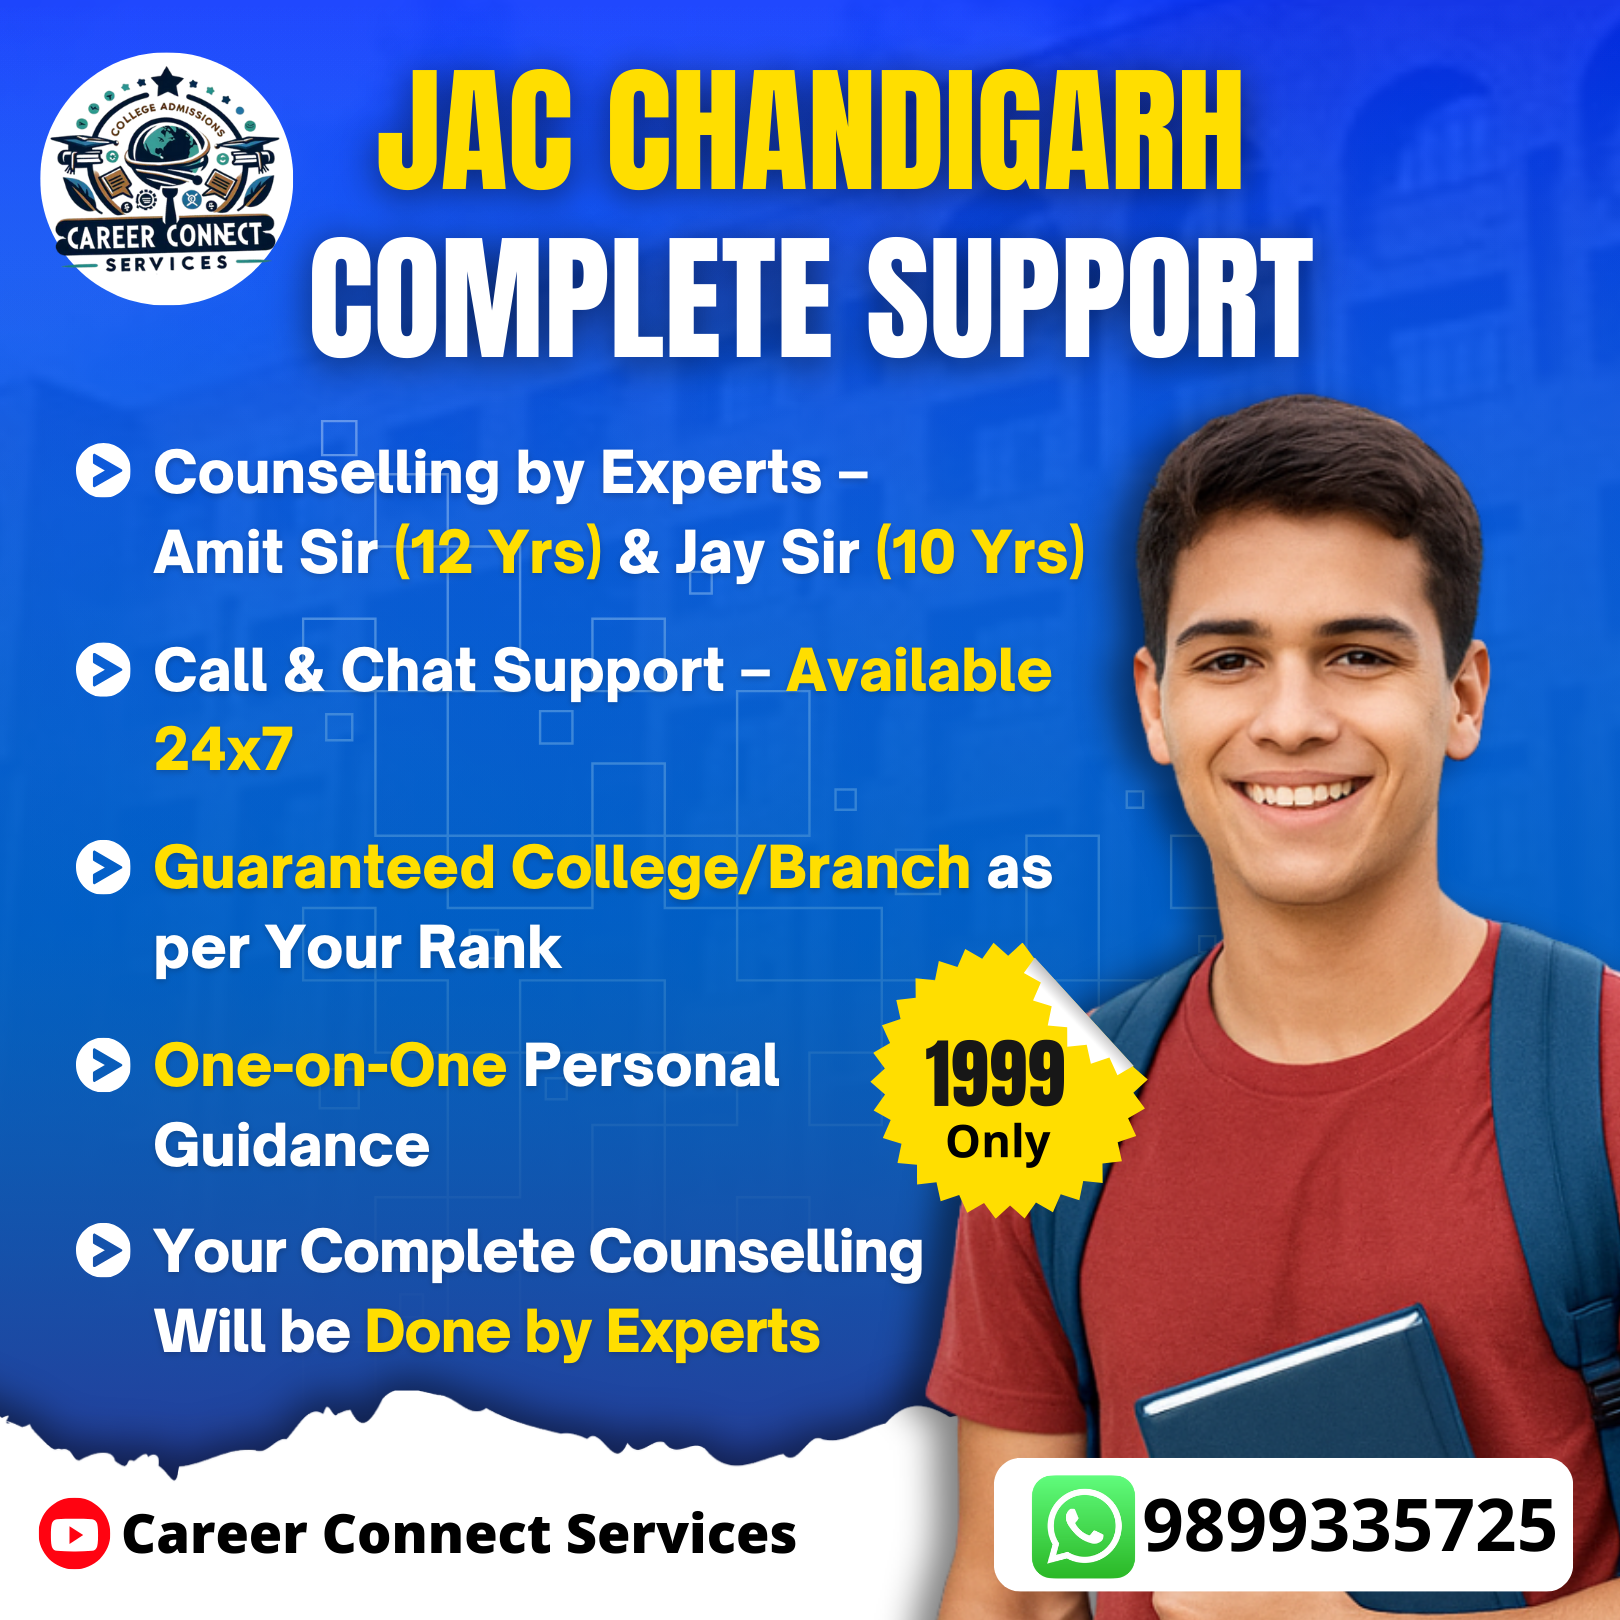 COLLEGE ADMISSIONS
CAREER CONNECT
SERVICES
JAC CHANDIGARH
COMPLETE SUPPORT
Counselling by Experts –
Amit Sir (12 Yrs) & Jay Sir (10 Yrs)
Call & Chat Support – Available
24x7
Guaranteed College/Branch as
per Your Rank
One-on-One Personal
Guidance
1999
Only
Your Complete Counselling
Will be Done by Experts
Career Connect Services
9899335725